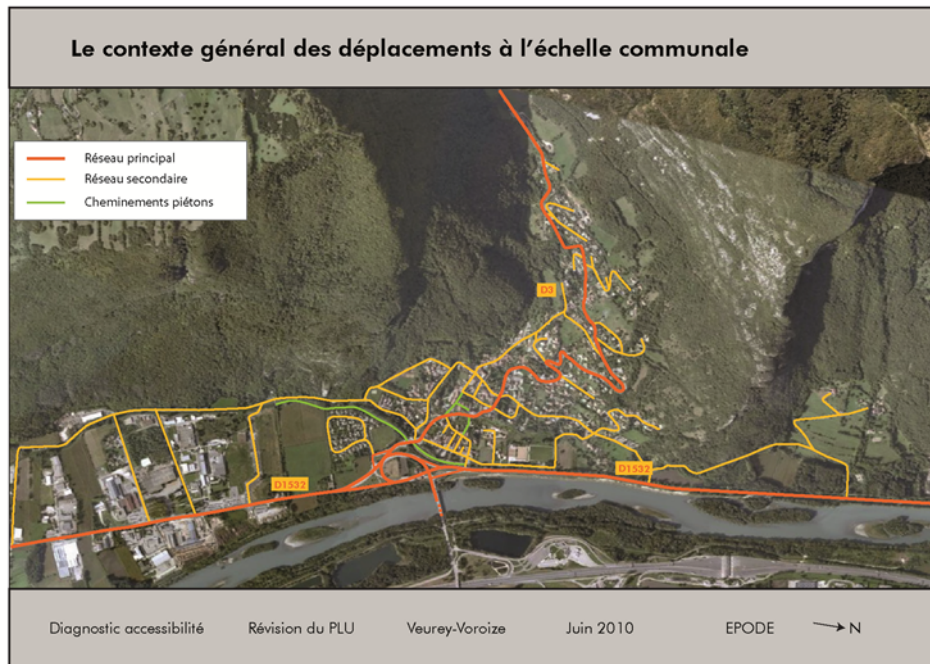 Le contexte général des déplacements à l'échelle communale
Réseau principal
Réseau secondaire
Cheminements piétons
D3
D1532
D1532
Diagnostic accessibilité Révision du PLU Veurey-Voroize Juin 2010 EPODE N